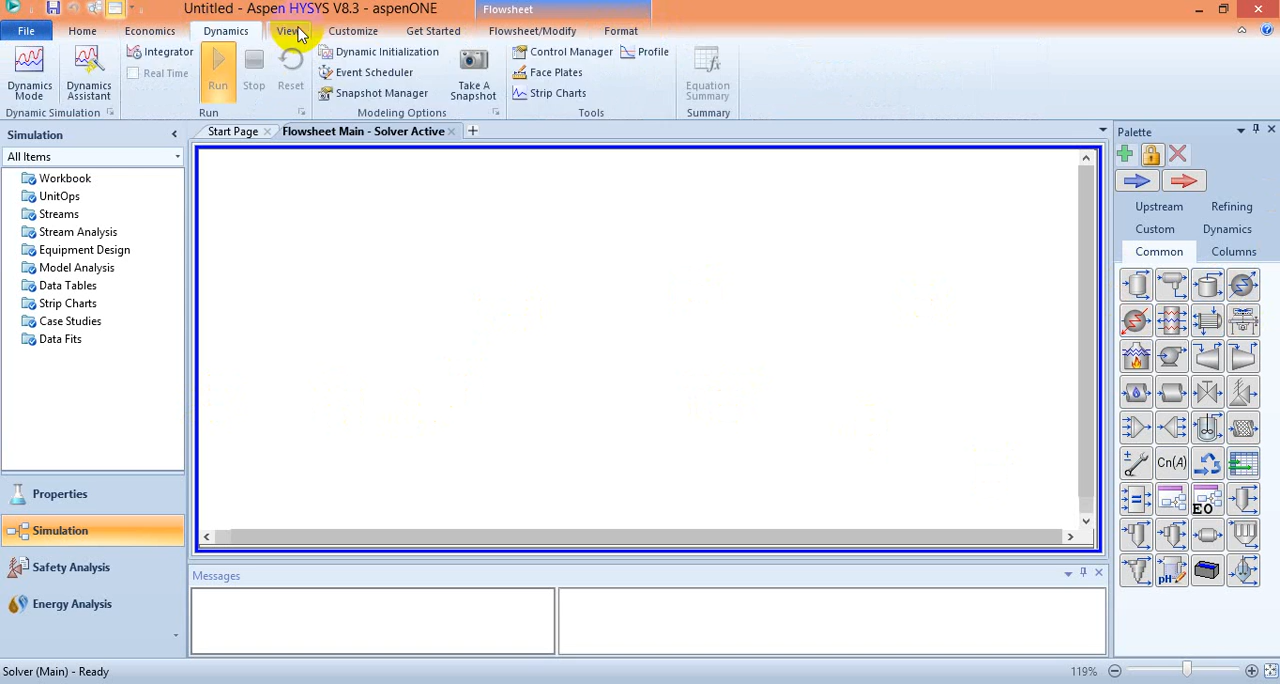 Untitled - Aspen HYSYS V8.3 - aspenONE
Flowsheet
File
Home
Economics
Dynamics
View
Customize
Get Started
Flowsheet/Modify
Format
Dynamics Mode
Dynamics Assistant
Dynamic Simulation
Integrator
Real Time
Run
Stop
Reset
Run
Dynamic Initialization
Event Scheduler
Snapshot Manager
Take A Snapshot
Modeling Options
Control Manager
Profile
Face Plates
Strip Charts
Tools
Equation Summary
Summary
Simulation
All Items
Workbook
UnitOps
Streams
Stream Analysis
Equipment Design
Model Analysis
Data Tables
Strip Charts
Case Studies
Data Fits
Properties
Simulation
Safety Analysis
Energy Analysis
Start Page
Flowsheet Main - Solver Active
Messages
Palette
Upstream
Refining
Custom
Dynamics
Common
Columns
Cn(A)
EO
pH
Solver (Main) - Ready
119%